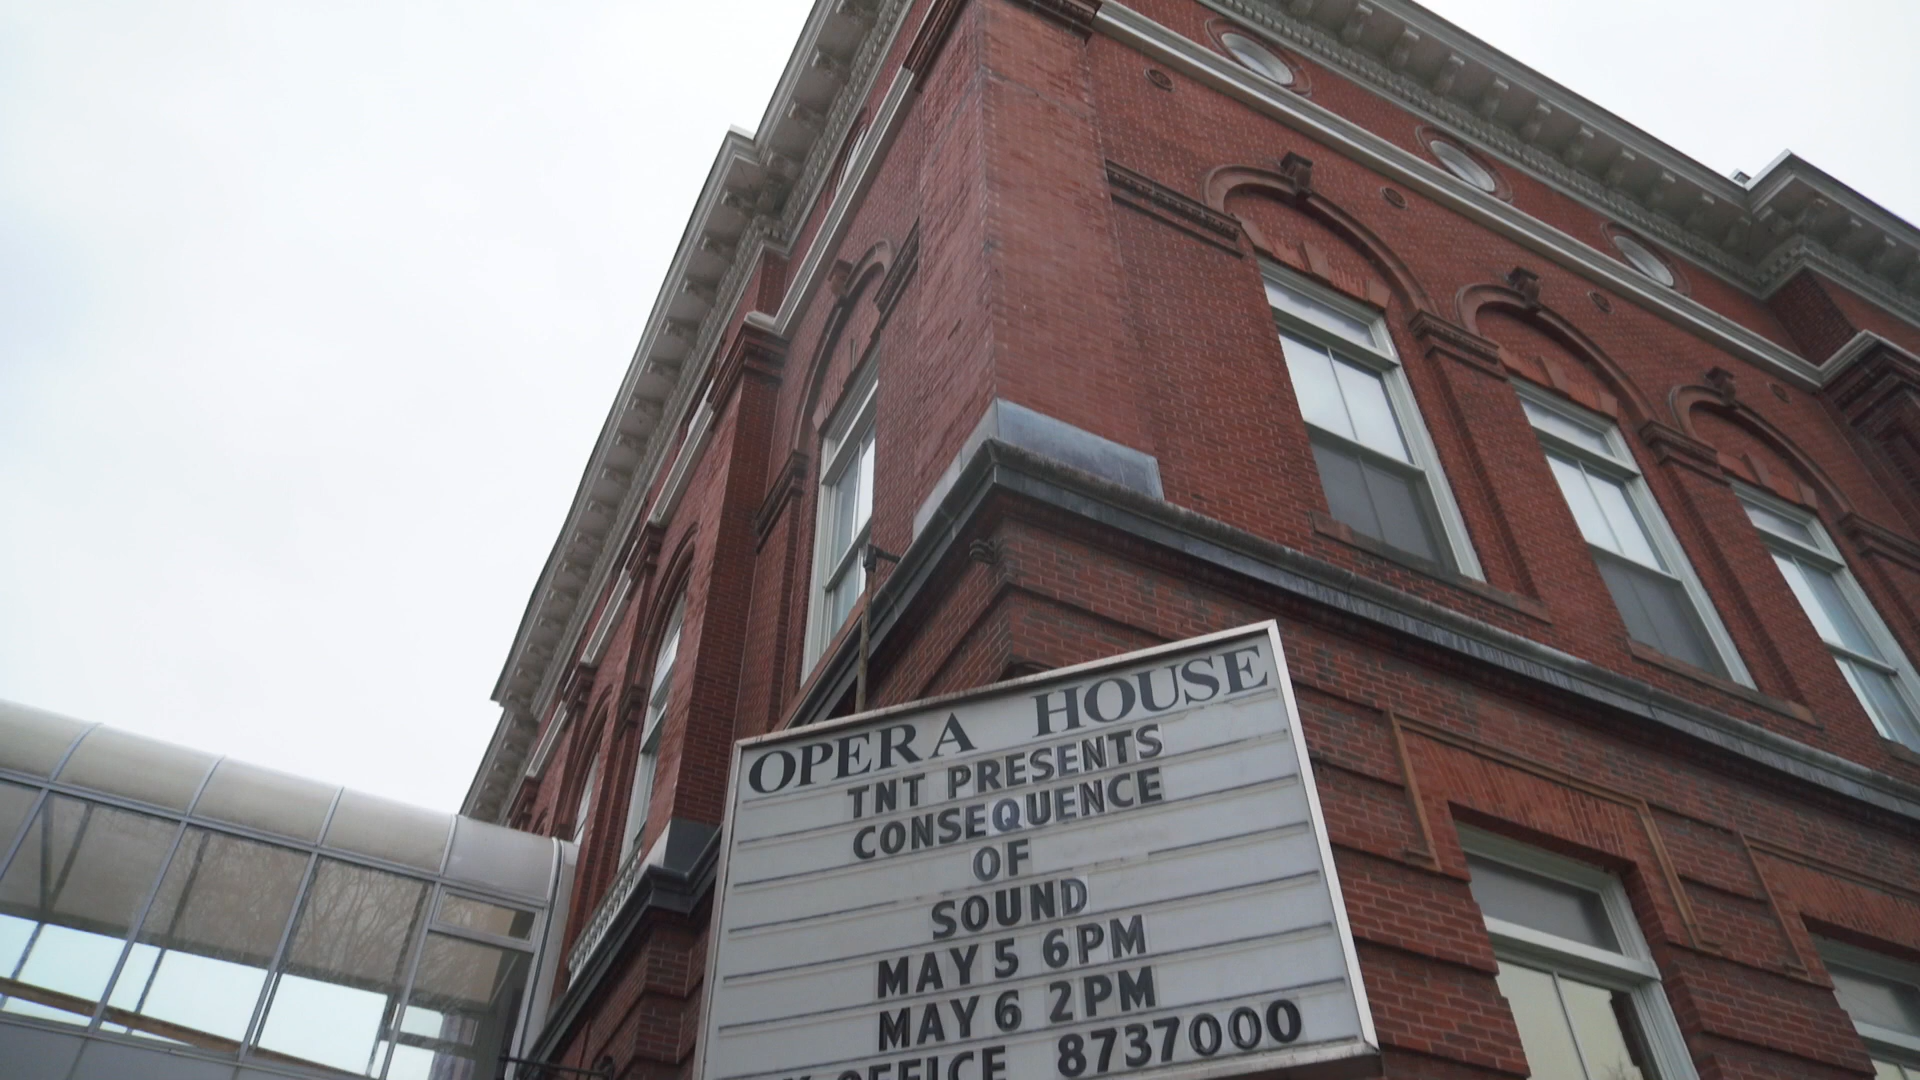 OPERA HOUSE
TNT PRESENTS
CONSEQUENCE
OF
SOUND
MAY 5 6PM
MAY 6 2PM
OFFICE 8737000